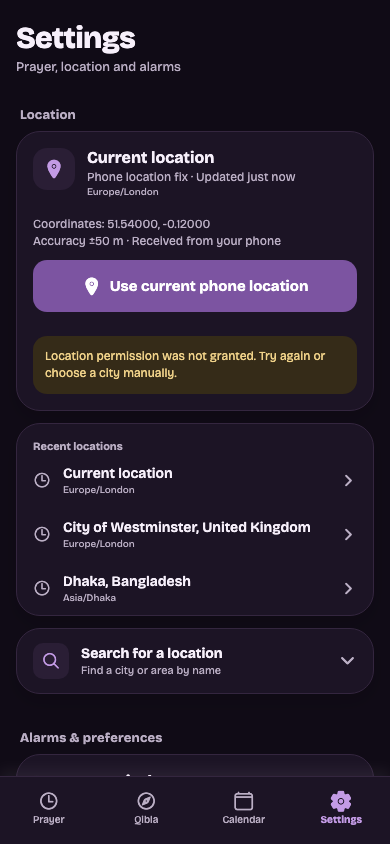 Settings
Prayer, location and alarms
Location
Current location
Phone location fix · Updated just now
Europe/London
Coordinates: 51.54000, -0.12000
Accuracy ±50 m · Received from your phone
Use current phone location
Location permission was not granted. Try again or
choose a city manually.
Recent locations
Current location
Europe/London
City of Westminster, United Kingdom
Europe/London
Dhaka, Bangladesh
Asia/Dhaka
Search for a location
Find a city or area by name
Alarms & preferences
Prayer
Qibla
Calendar
Settings